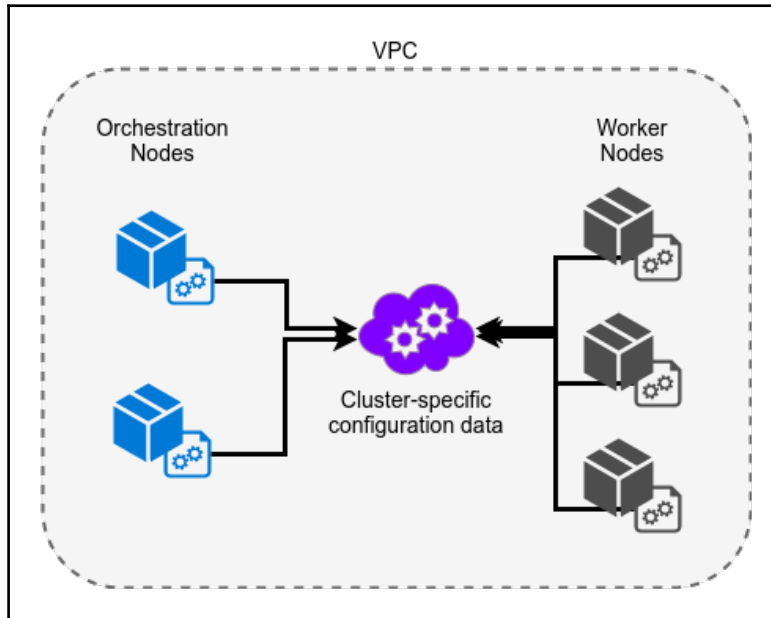 VPC
Orchestration
Nodes
Worker
Nodes
Cluster-specific
configuration data